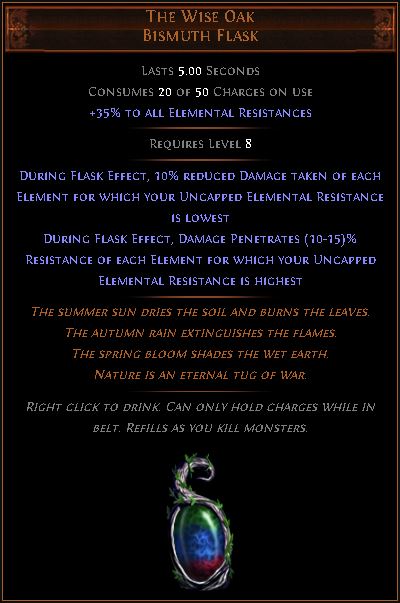 The Wise Oak
Bismuth Flask
Lasts 5.00 Seconds
Consumes 20 of 50 Charges on use
+35% to all Elemental Resistances
Requires Level 8
During Flask Effect, 10% reduced Damage taken of each
Element for which your Uncapped Elemental Resistance
is lowest
During Flask Effect, Damage Penetrates (10-15)%
Resistance of each Element for which your Uncapped
Elemental Resistance is highest
The summer sun dries the soil and burns the leaves.
The autumn rain extinguishes the flames.
The spring bloom shades the wet earth.
Nature is an eternal tug of war.
Right click to drink. Can only hold charges while in
belt. Refills as you kill monsters.